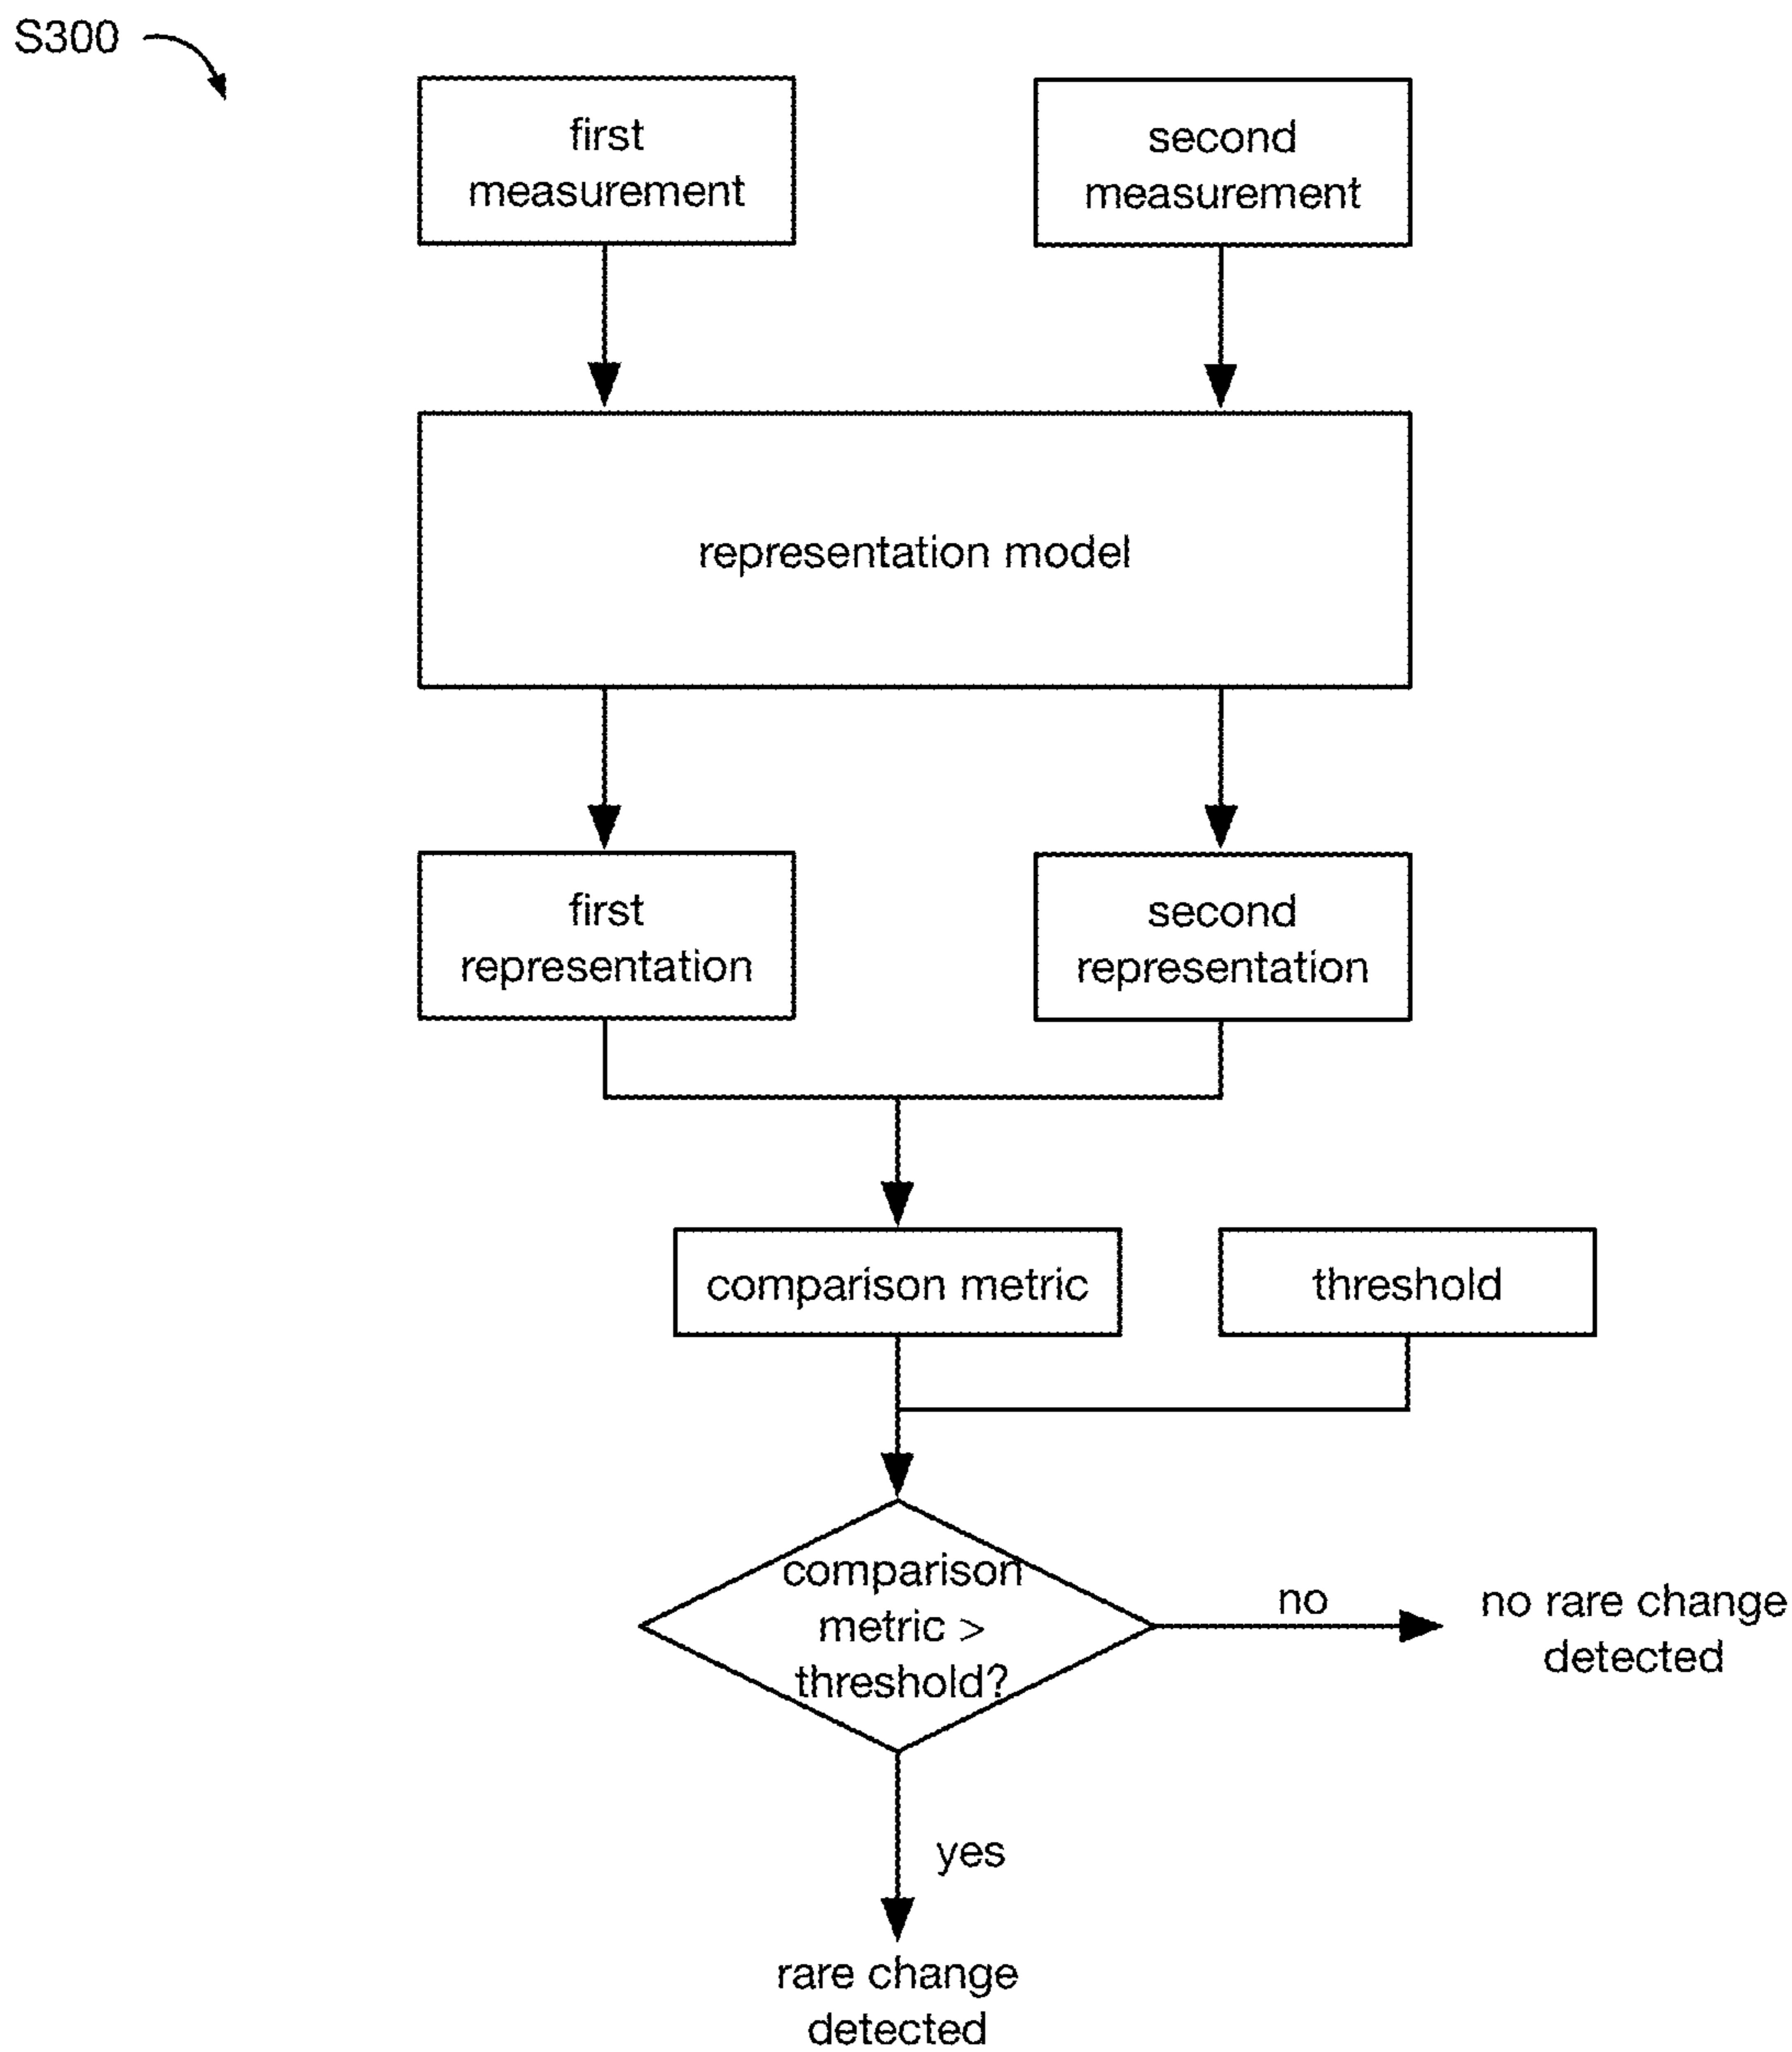 S300
first
measurement
second
measurement
representation model
first
representation
second
representation
comparison metric
threshold
comparison
metric >
threshold?
no
no rare change
detected
yes
rare change
detected